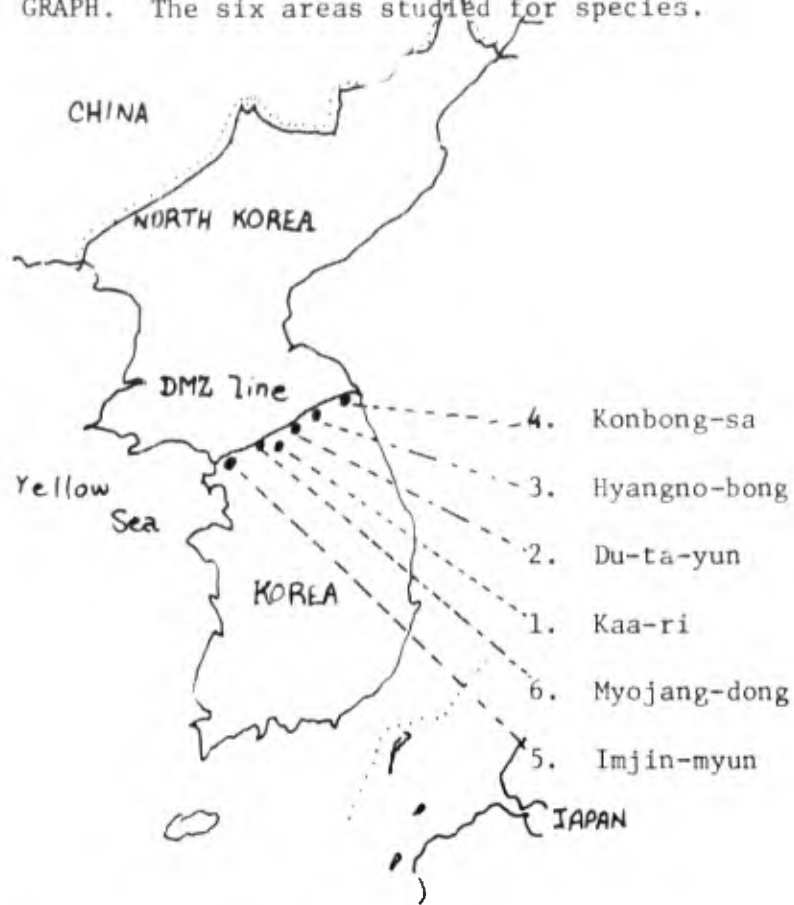 GRAPH. The six areas studied for species.
CHINA
NORTH KOREA
DMZ line
4. Konbong-sa
3. Hyangno-bong
Yellow
Sea
2. Du-ta-yun
KOREA
1. Kaa-ri
6. Myojang-dong
5. Imjin-myun
JAPAN